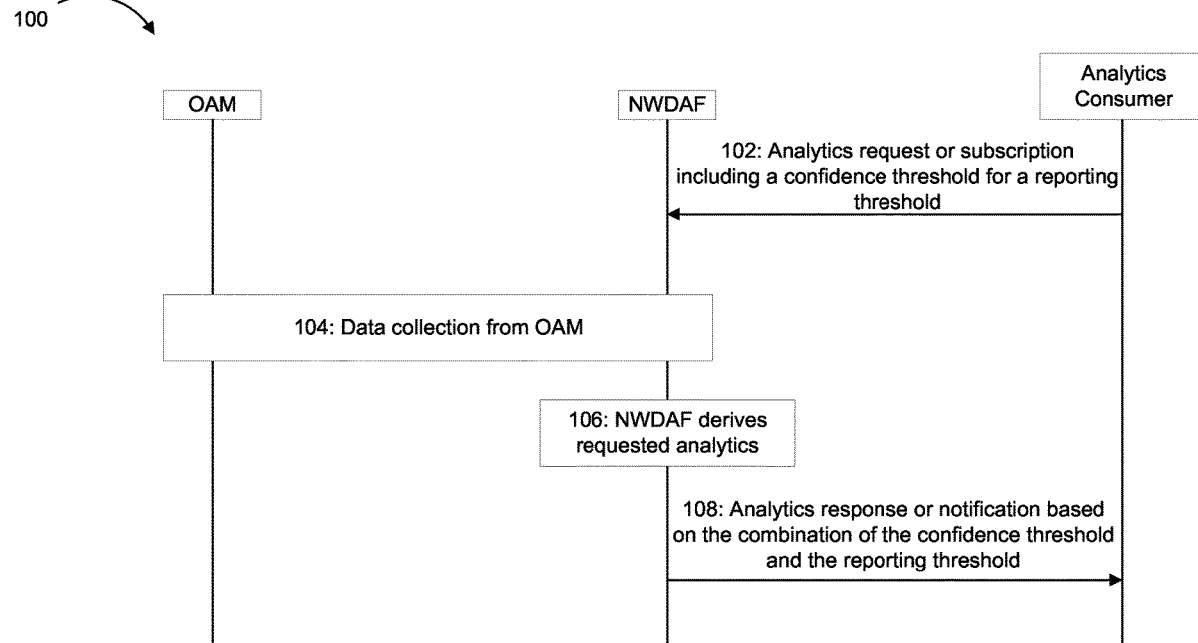 100
OAM
NWDAF
Analytics
Consumer
102: Analytics request or subscription
including a confidence threshold for a reporting
threshold
104: Data collection from OAM
106: NWDAF derives
requested analytics
108: Analytics response or notification based
on the combination of the confidence threshold
and the reporting threshold